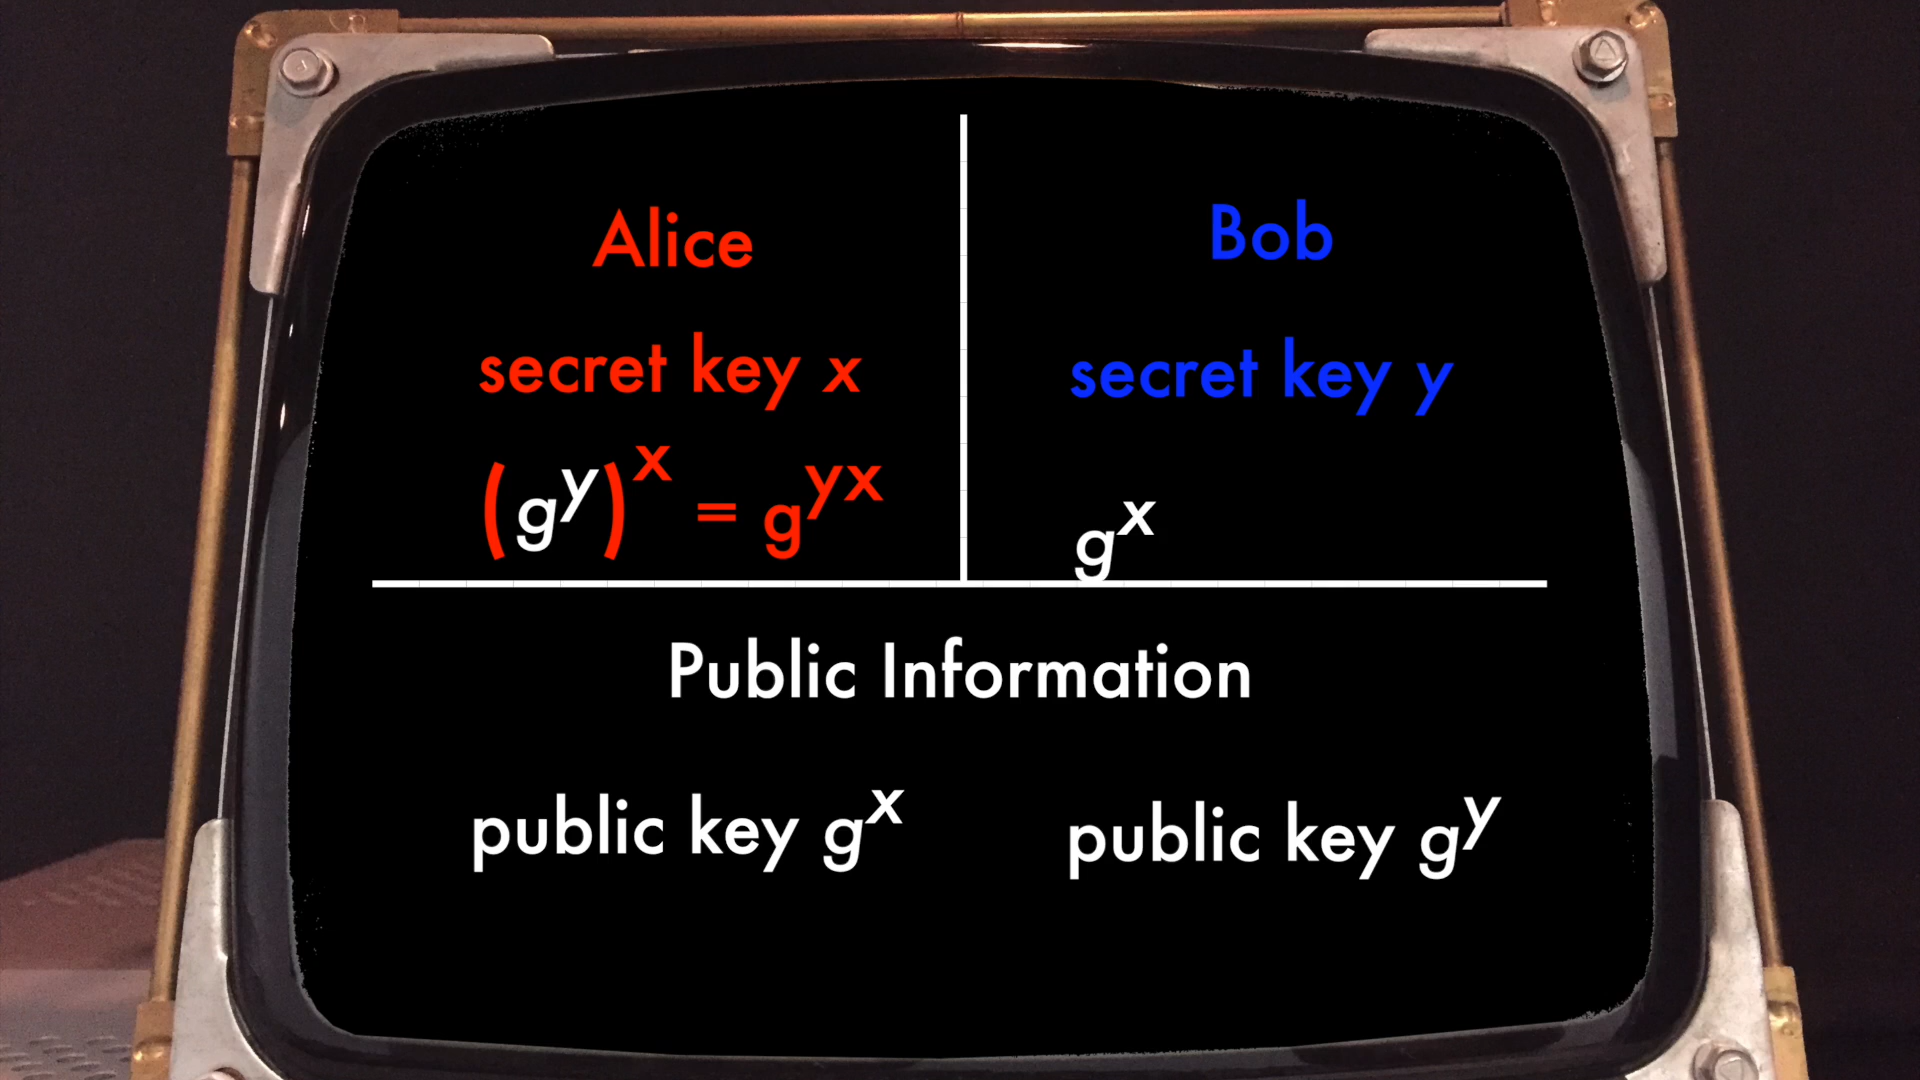 Alice
secret key x
(g^y)^x = g^yx
Bob
secret key y
g^x
Public Information
public key g^x
public key g^y